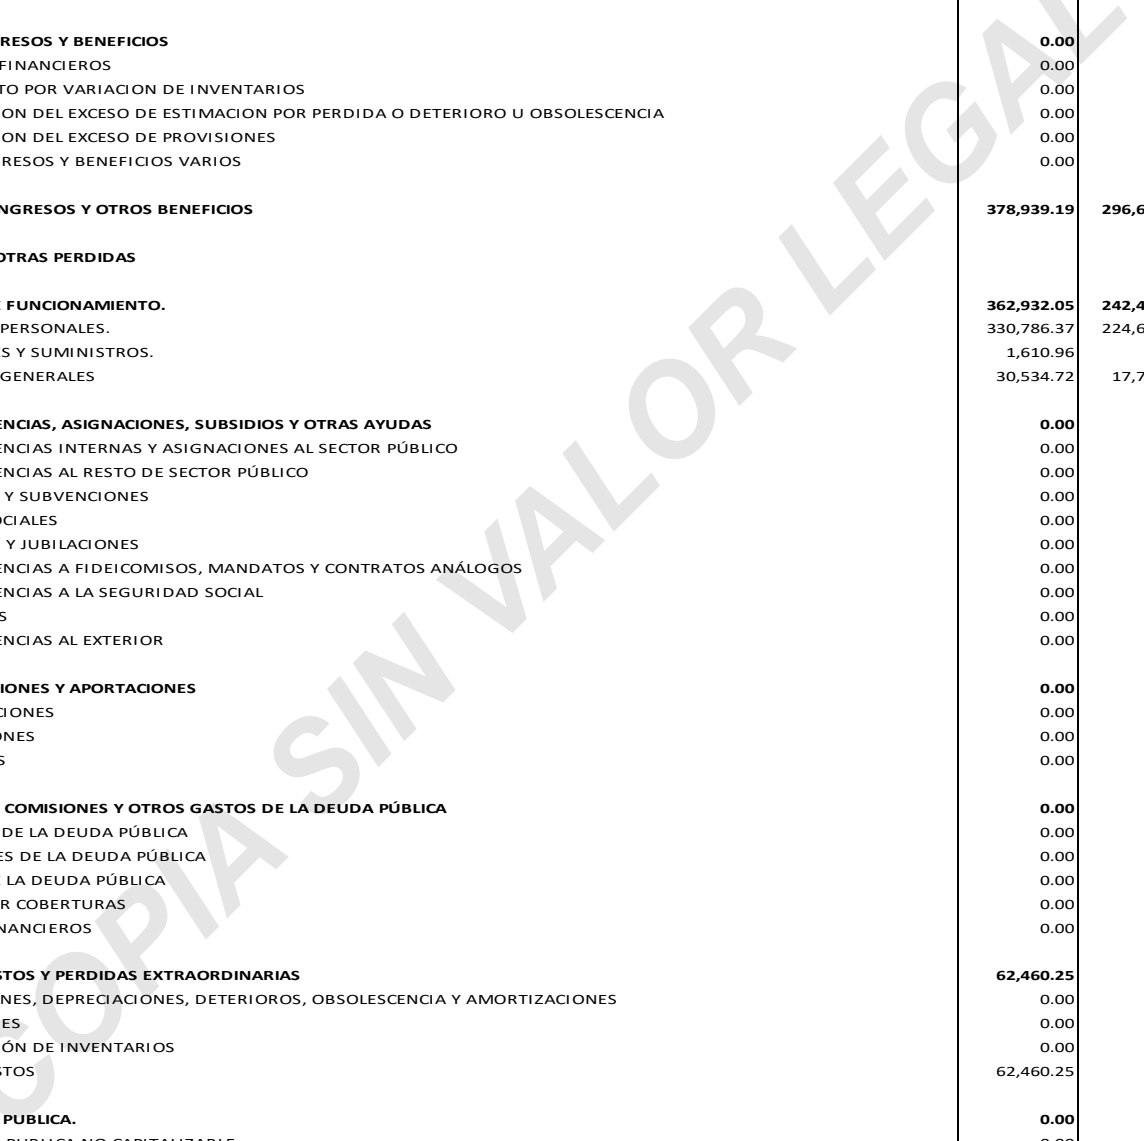 RESOS Y BENEFICIOS 0.00
FINANCIEROS 0.00
TO POR VARIACION DE INVENTARIOS 0.00
ON DEL EXCESO DE ESTIMACION POR PERDIDA O DETERIORO U OBSOLESCENCIA 0.00
ON DEL EXCESO DE PROVISIONES 0.00
RESOS Y BENEFICIOS VARIOS 0.00
NGRESOS Y OTROS BENEFICIOS 378,939.19 296,6
OTRAS PERDIDAS
E FUNCIONAMIENTO. 362,932.05 242,4
PERSONALES. 330,786.37 224,6
ES Y SUMINISTROS. 1,610.96
GENERALES 30,534.72 17,7
ENCIAS, ASIGNACIONES, SUBSIDIOS Y OTRAS AYUDAS 0.00
ENCIAS INTERNAS Y ASIGNACIONES AL SECTOR PÚBLICO 0.00
ENCIAS AL RESTO DE SECTOR PÚBLICO 0.00
Y SUBVENCIONES 0.00
OCIALES 0.00
Y JUBILACIONES 0.00
ENCIAS A FIDEICOMISOS, MANDATOS Y CONTRATOS ANÁLOGOS 0.00
ENCIAS A LA SEGURIDAD SOCIAL 0.00
S 0.00
ENCIAS AL EXTERIOR 0.00
IONES Y APORTACIONES 0.00
CIONES 0.00
ONES 0.00
S 0.00
COMISIONES Y OTROS GASTOS DE LA DEUDA PÚBLICA 0.00
DE LA DEUDA PÚBLICA 0.00
ES DE LA DEUDA PÚBLICA 0.00
E LA DEUDA PÚBLICA 0.00
R COBERTURAS 0.00
NANCIEROS 0.00
STOS Y PERDIDAS EXTRAORDINARIAS 62,460.25
NES, DEPRECIACIONES, DETERIOROS, OBSOLESCENCIA Y AMORTIZACIONES 0.00
ES 0.00
ÓN DE INVENTARIOS 0.00
STOS 62,460.25
PUBLICA. 0.00
PUBLICA NO CAPITALIZABLE 0.00
COPIA SIN VALOR LEGAL